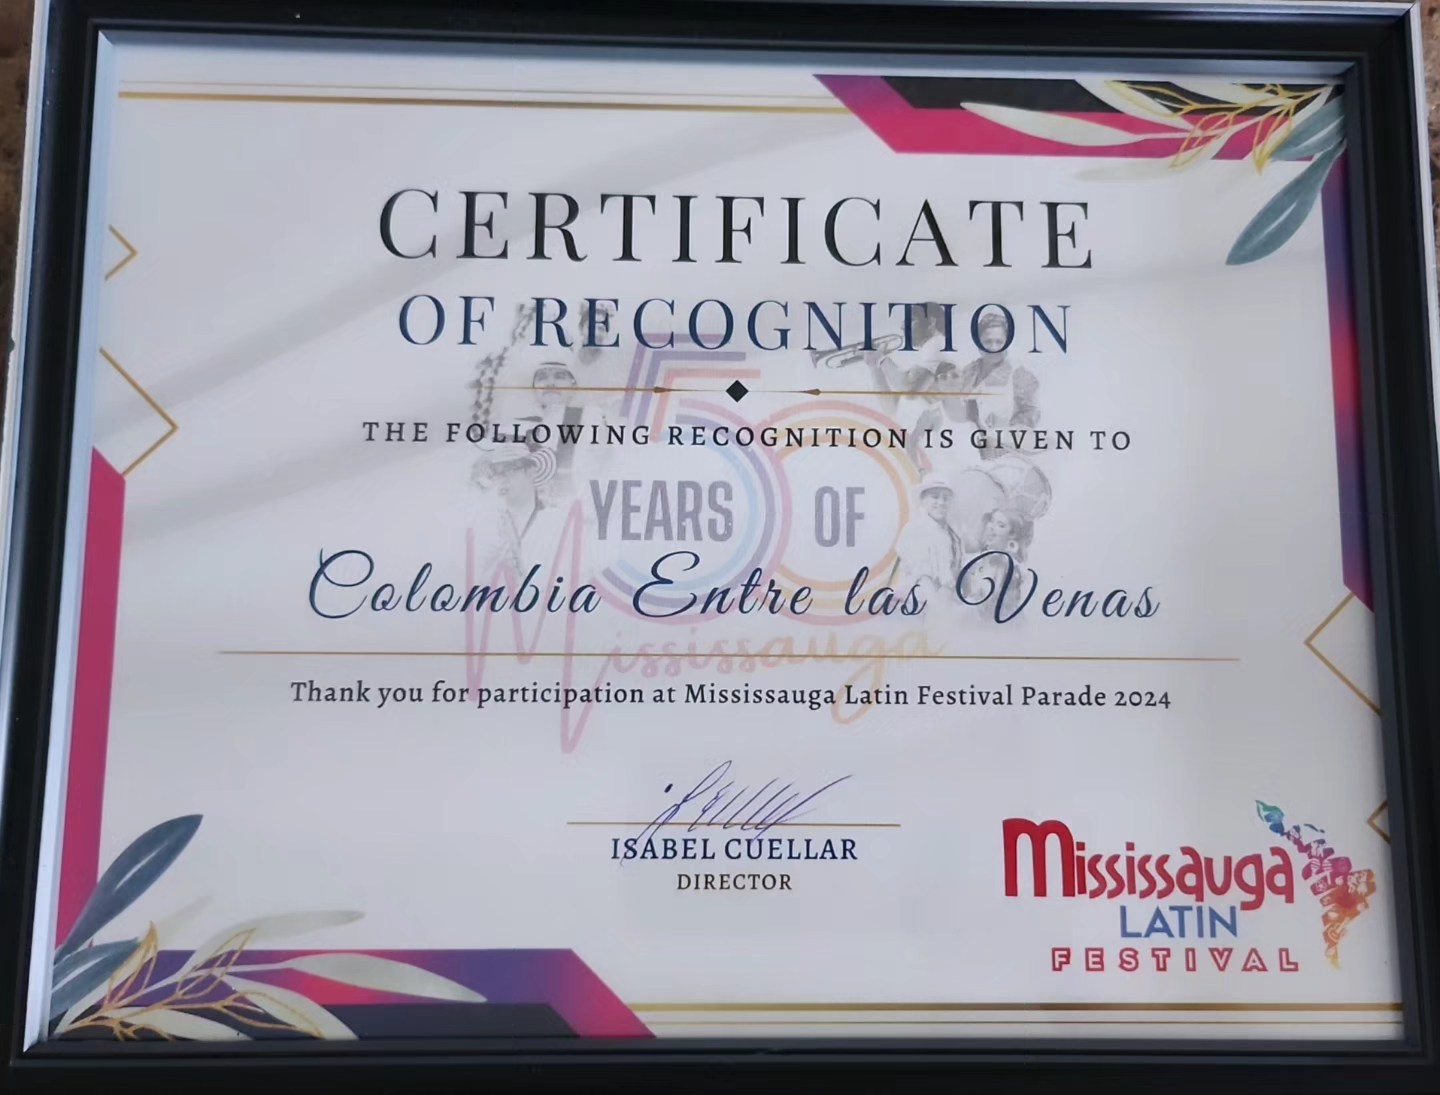 CERTIFICATE
OF RECOGNITION
THE FOLLOWING RECOGNITION IS GIVEN TO
50
YEARS OF
Colombia Entre las Venas
Mississauga
Thank you for participation at Mississauga Latin Festival Parade 2024
ISABEL CUELLAR
DIRECTOR
Mississauga
LATIN
FESTIVAL